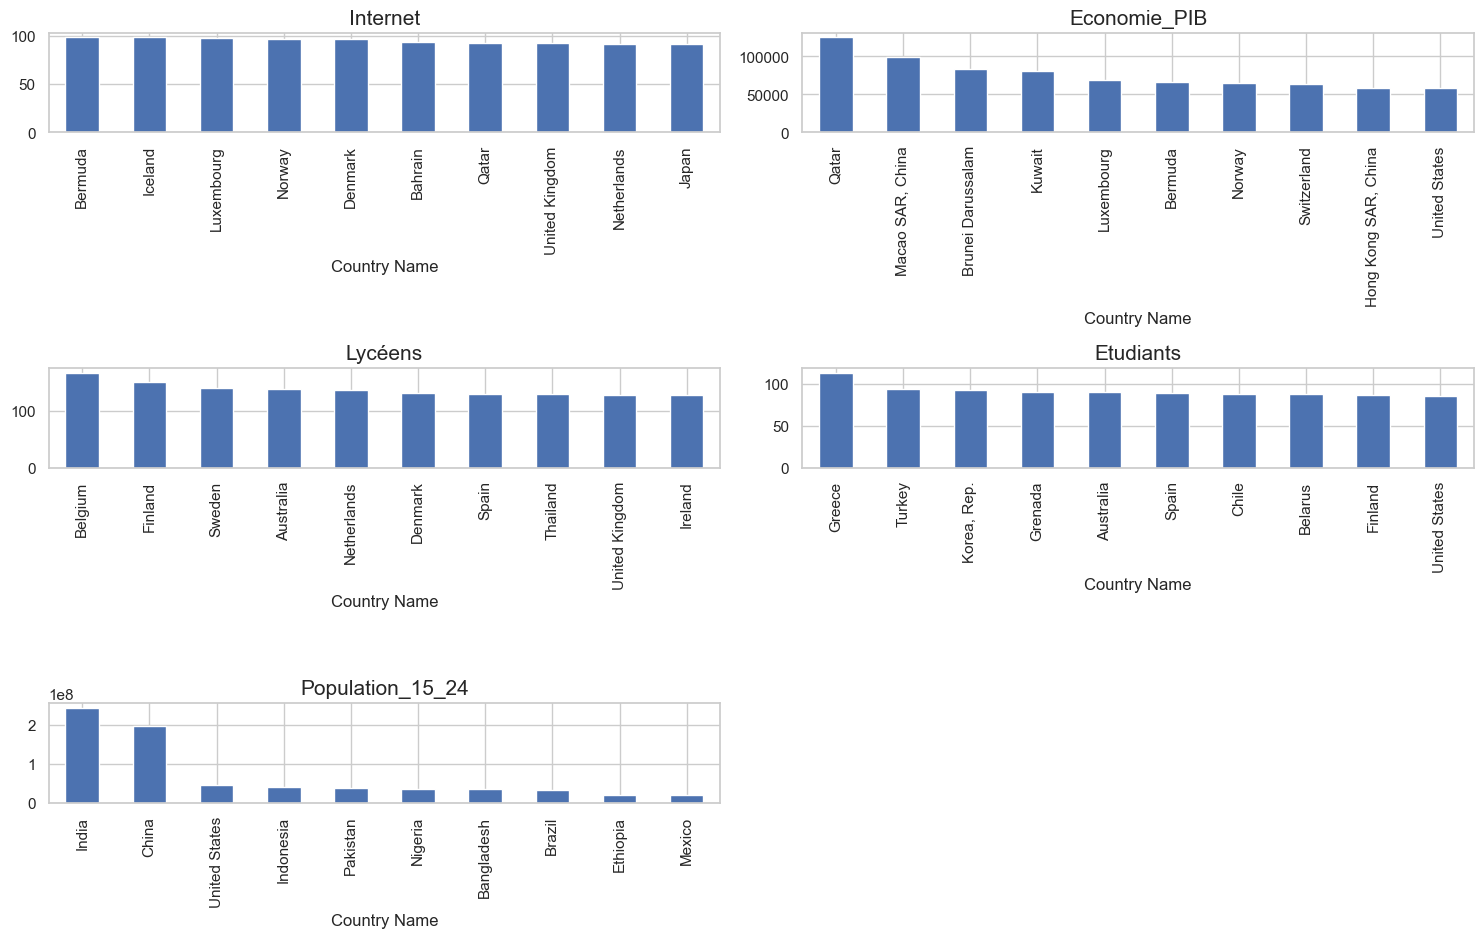 Internet
100
50
0
Bermuda
Iceland
Luxembourg
Norway
Denmark
Bahrain
Qatar
United Kingdom
Netherlands
Japan
Country Name
Economie_PIB
100000
50000
0
Qatar
Macao SAR, China
Brunei Darussalam
Kuwait
Luxembourg
Bermuda
Norway
Switzerland
Hong Kong SAR, China
United States
Country Name
Lycéens
100
0
Belgium
Finland
Sweden
Australia
Netherlands
Denmark
Spain
Thailand
United Kingdom
Ireland
Country Name
Etudiants
100
50
0
Greece
Turkey
Korea, Rep.
Grenada
Australia
Spain
Chile
Belarus
Finland
United States
Country Name
Population_15_24
1e8
2
1
0
India
China
United States
Indonesia
Pakistan
Nigeria
Bangladesh
Brazil
Ethiopia
Mexico
Country Name